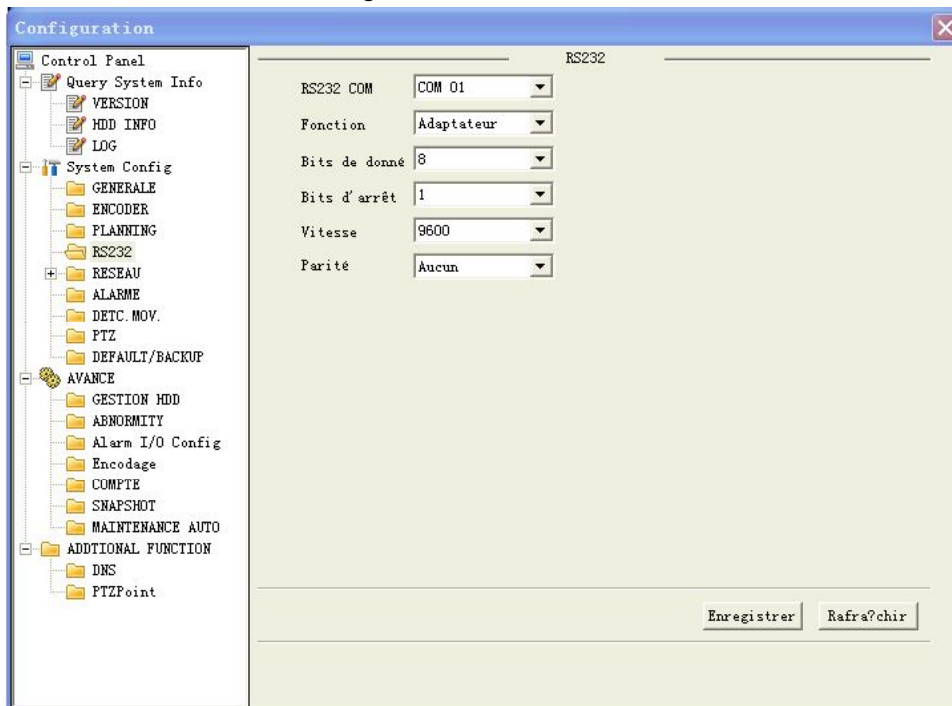 Configuration
Control Panel
Query System Info
VERSION
HDD INFO
LOG
System Config
GENERALE
ENCODER
PLANNING
RS232
RESEAU
ALARME
DETC. MOV.
PTZ
DEFAULT/BACKUP
AVANCE
GESTION HDD
ABNORMITY
Alarm I/O Config
Encodage
COMPTE
SNAPSHOT
MAINTENANCE AUTO
ADDTIONAL FUNCTION
DNS
PTZPoint
RS232
RS232 COM COM 01
Fonction Adaptateur
Bits de donné 8
Bits d'arrêt 1
Vitesse 9600
Parité Aucun
Enregistrer Rafra?chir